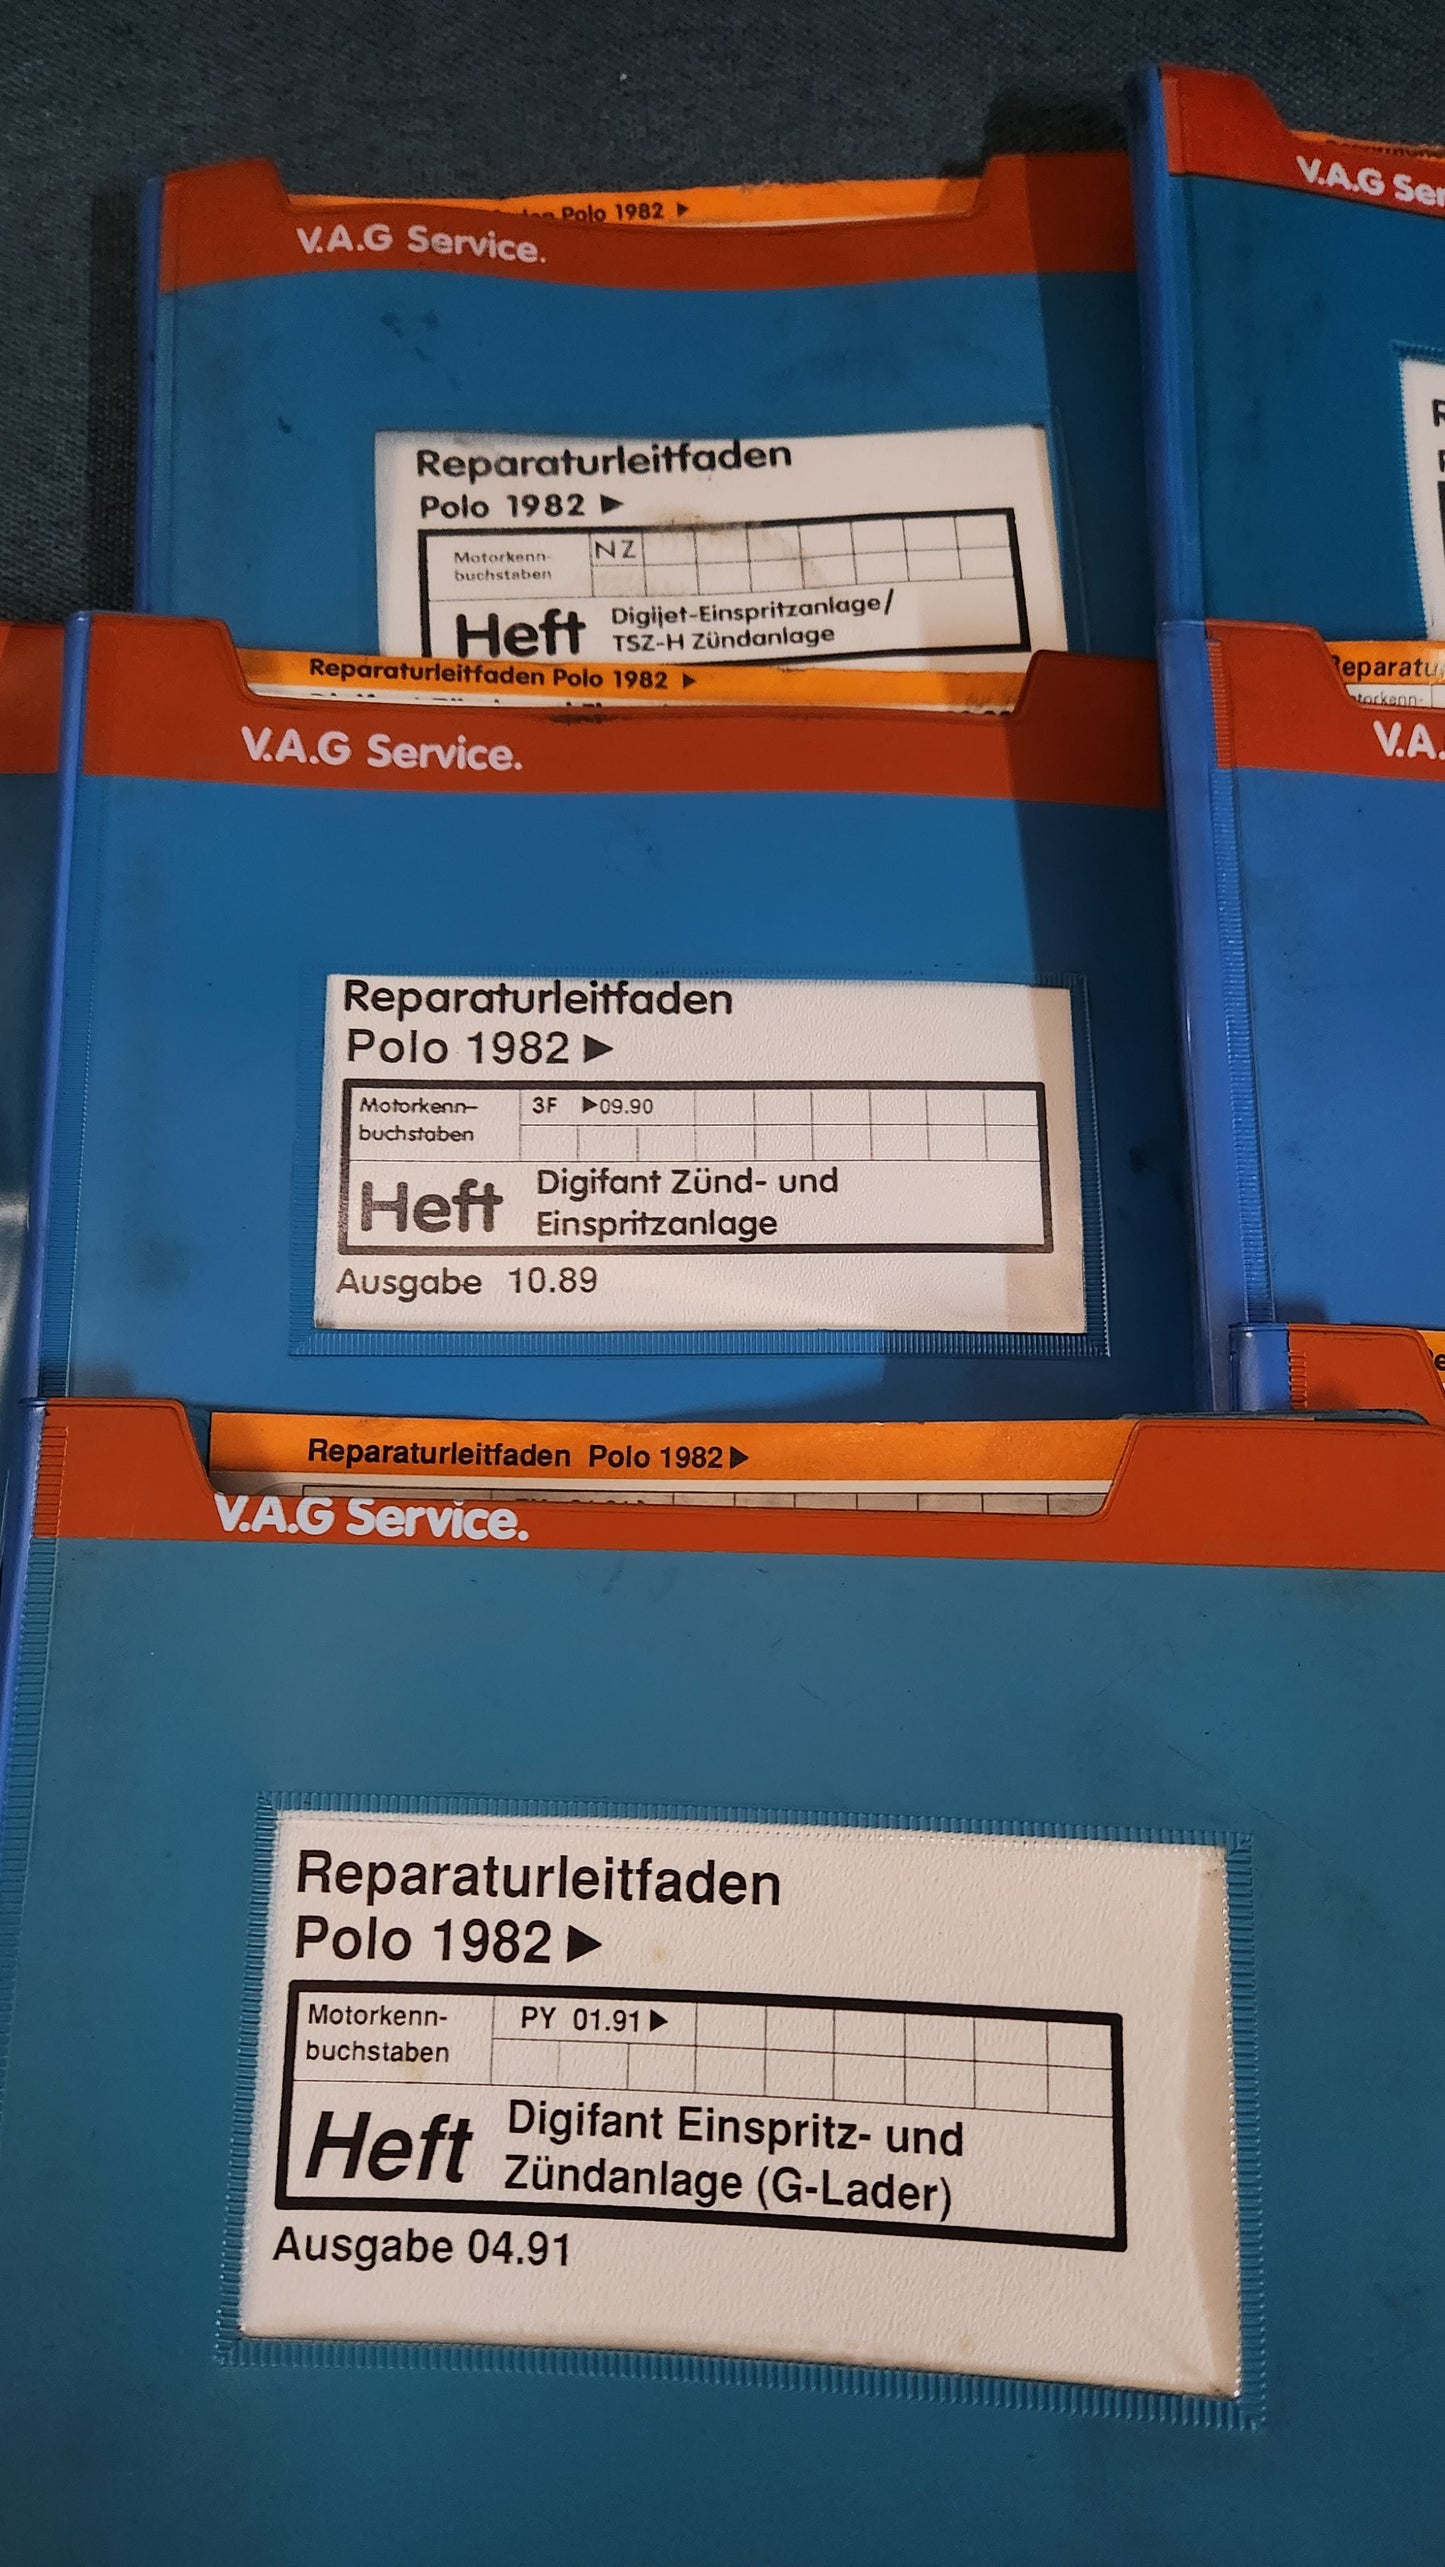 Polo 1982 ▶
V.A.G Service.
Reparaturleitfaden
Polo 1982 ▶
Motorkenn-
buchstaben
NZ
Heft
Digijet-Einspritzanlage/
TSZ-H Zündanlage
Reparaturleitfaden Polo 1982 ▶
V.A.G Service.
Reparaturleitfaden
Polo 1982 ▶
Motorkenn-
buchstaben
3F ▶09.90
Heft
Digifant Zünd- und
Einspritzanlage
Ausgabe 10.89
Reparaturleitfaden Polo 1982 ▶
V.A.G Service.
Reparaturleitfaden
Polo 1982 ▶
Motorkenn-
buchstaben
PY 01.91 ▶
Heft
Digifant Einspritz- und
Zündanlage (G-Lader)
Ausgabe 04.91
V.A.G Ser
Reparatu
V.A.